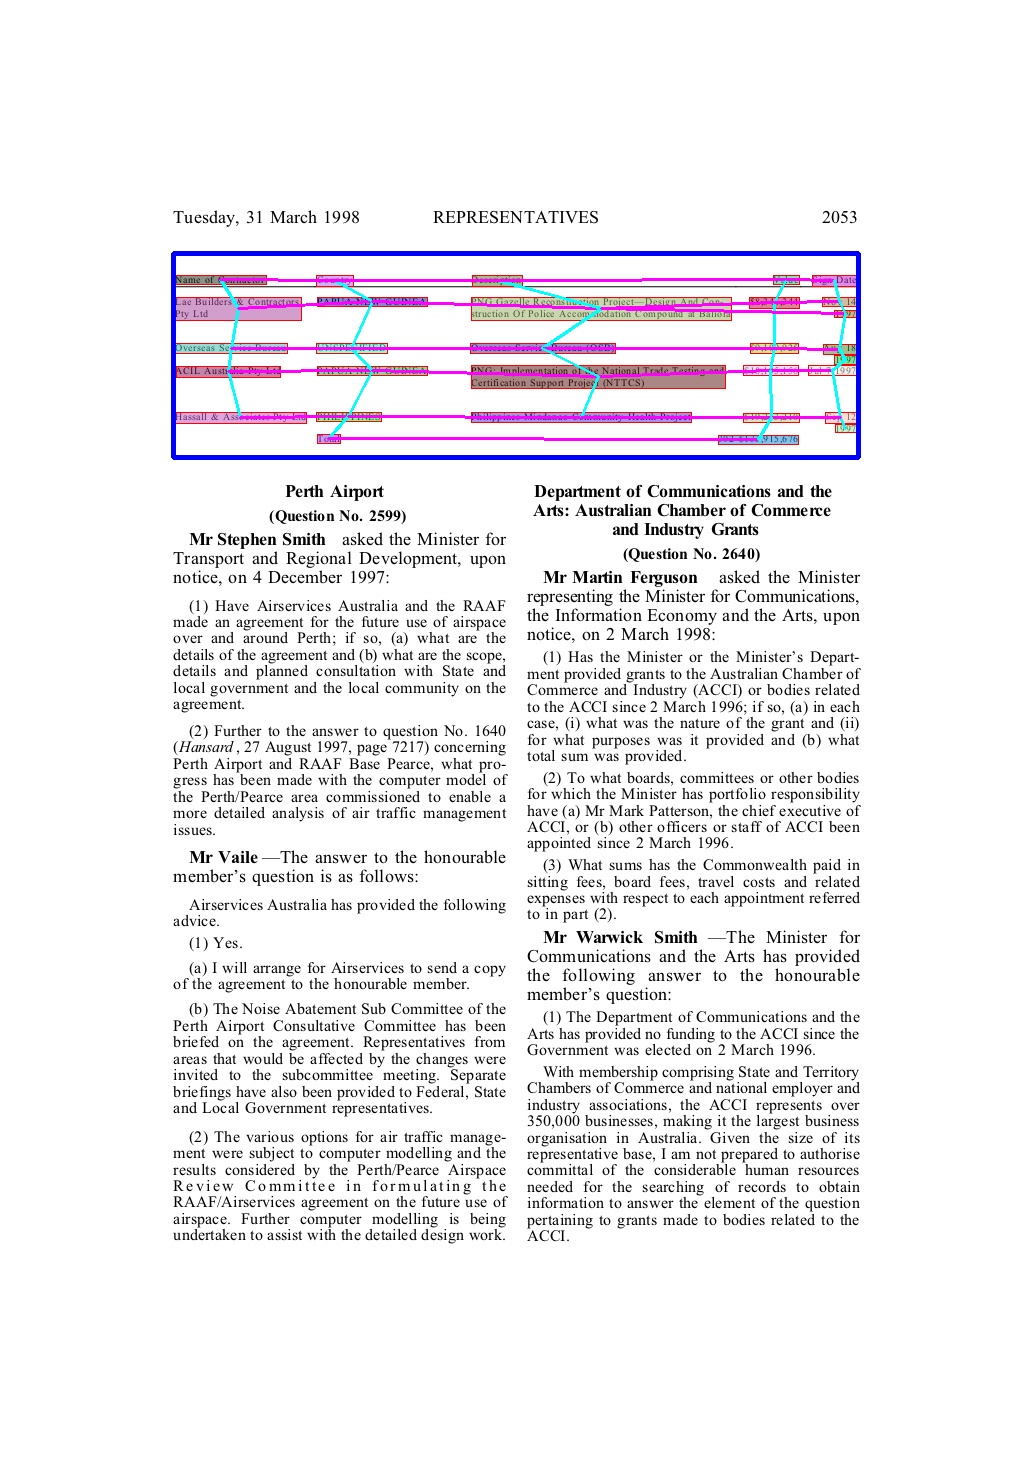 Tuesday, 31 March 1998 REPRESENTATIVES 2053
Name of Contractor Country Description Value Sign Date
Lae Builders & Contractors PAPUA NEW GUINEA PNG Gazelle Reconstruction Project—Design And Con- Nov 14
Pty Ltd struction Of Police Accommodation Compound at 1997
Overseas Service Bureau UNSPECIFIED Overseas Service Bureau (OSB) 18
1997
ACIL Australia Pty Ltd PAPUA NEW GUINEA PNG: Implementation of the National Trade Testing and 1997
Certification Support Project (NTTCS)
Hassall & Associates Pty Ltd PHILIPPINES Philippines Mindanao Community Health Project 12
1997
Total
Perth Airport
(Question No. 2599)
Mr Stephen Smith asked the Minister for
Transport and Regional Development, upon
notice, on 4 December 1997:
(1) Have Airservices Australia and the RAAF
made an agreement for the future use of airspace
over and around Perth; if so, (a) what are the
details of the agreement and (b) what are the scope,
details and planned consultation with State and
local government and the local community on the
agreement.
(2) Further to the answer to question No. 1640
(Hansard, 27 August 1997, page 7217) concerning
Perth Airport and RAAF Base Pearce, what pro-
gress has been made with the computer model of
the Perth/Pearce area commissioned to enable a
more detailed analysis of air traffic management
issues.
Mr Vaile—The answer to the honourable
member's question is as follows:
Airservices Australia has provided the following
advice.
(1) Yes.
(a) I will arrange for Airservices to send a copy
of the agreement to the honourable member.
(b) The Noise Abatement Sub Committee of the
Perth Airport Consultative Committee has been
briefed on the agreement. Representatives from
areas that would be affected by the changes were
invited to the subcommittee meeting. Separate
briefings have also been provided to Federal, State
and Local Government representatives.
(2) The various options for air traffic manage-
ment were subject to computer modelling and the
results considered by the Perth/Pearce Airspace
Review Committee in formulating the
RAAF/Airservices agreement on the future use of
airspace. Further computer modelling is being
undertaken to assist with the detailed design work.
Department of Communications and the
Arts: Australian Chamber of Commerce
and Industry Grants
(Question No. 2640)
Mr Martin Ferguson asked the Minister
representing the Minister for Communications,
the Information Economy and the Arts, upon
notice, on 2 March 1998:
(1) Has the Minister or the Minister's Depart-
ment provided grants to the Australian Chamber of
Commerce and Industry (ACCI) or bodies related
to the ACCI since 2 March 1996; if so, (a) in each
case, (i) what was the nature of the grant and (ii)
for what purposes was it provided and (b) what
total sum was provided.
(2) To what boards, committees or other bodies
for which the Minister has portfolio responsibility
have (a) Mr Mark Patterson, the chief executive of
ACCI, or (b) other officers or staff of ACCI been
appointed since 2 March 1996.
(3) What sums has the Commonwealth paid in
sitting fees, board fees, travel costs and related
expenses with respect to each appointment referred
to in part (2).
Mr Warwick Smith—The Minister for
Communications and the Arts has provided
the following answer to the honourable
member's question:
(1) The Department of Communications and the
Arts has provided no funding to the ACCI since the
Government was elected on 2 March 1996.
With membership comprising State and Territory
Chambers of Commerce and national employer and
industry associations, the ACCI represents over
350,000 businesses, making it the largest business
organisation in Australia. Given the size of its
representative base, I am not prepared to authorise
committal of the considerable human resources
needed for the searching of records to obtain
information to answer the element of the question
pertaining to grants made to bodies related to the
ACCI.